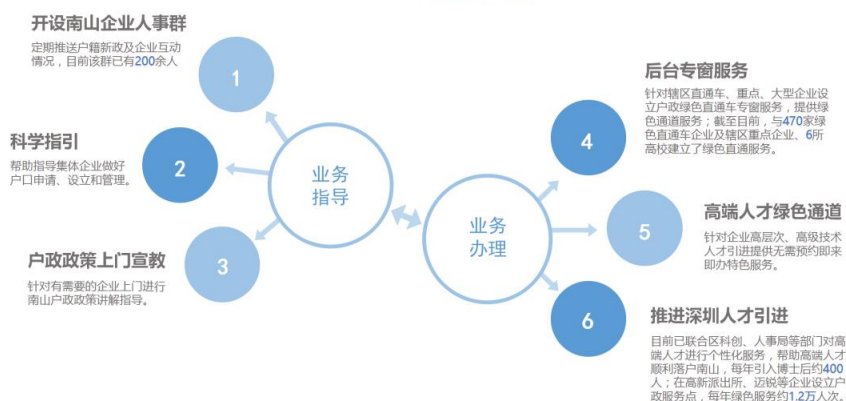 开设南山企业人事群
定期推送户籍新政及企业互动
情况，目前该群已有200余人
1
科学指引
帮助指导集体企业做好
户口申请、设立和管理。
2
户政政策上门宣教
针对有需要的企业上门进行
南山户政政策讲解指导。
3
业务
指导
业务
办理
后台专窗服务
针对辖区直通车、重点、大型企业设
立户政绿色直通车专窗服务，提供绿
色通道服务；截至目前，与470家绿
色直通车企业及辖区重点企业、6所
高校建立了绿色直通服务。
4
高端人才绿色通道
针对企业高层次、高级技术
人才引进提供无需预约即来
即办特色服务。
5
推进深圳人才引进
目前已联合区科创、人事局等部门对高
端人才进行个性化服务，帮助高端人才
顺利落户南山，每年引入博士后约400
人；在高新派出所、迈锐等企业设立户
政服务点，每年绿色服务约1.2万人次。
6